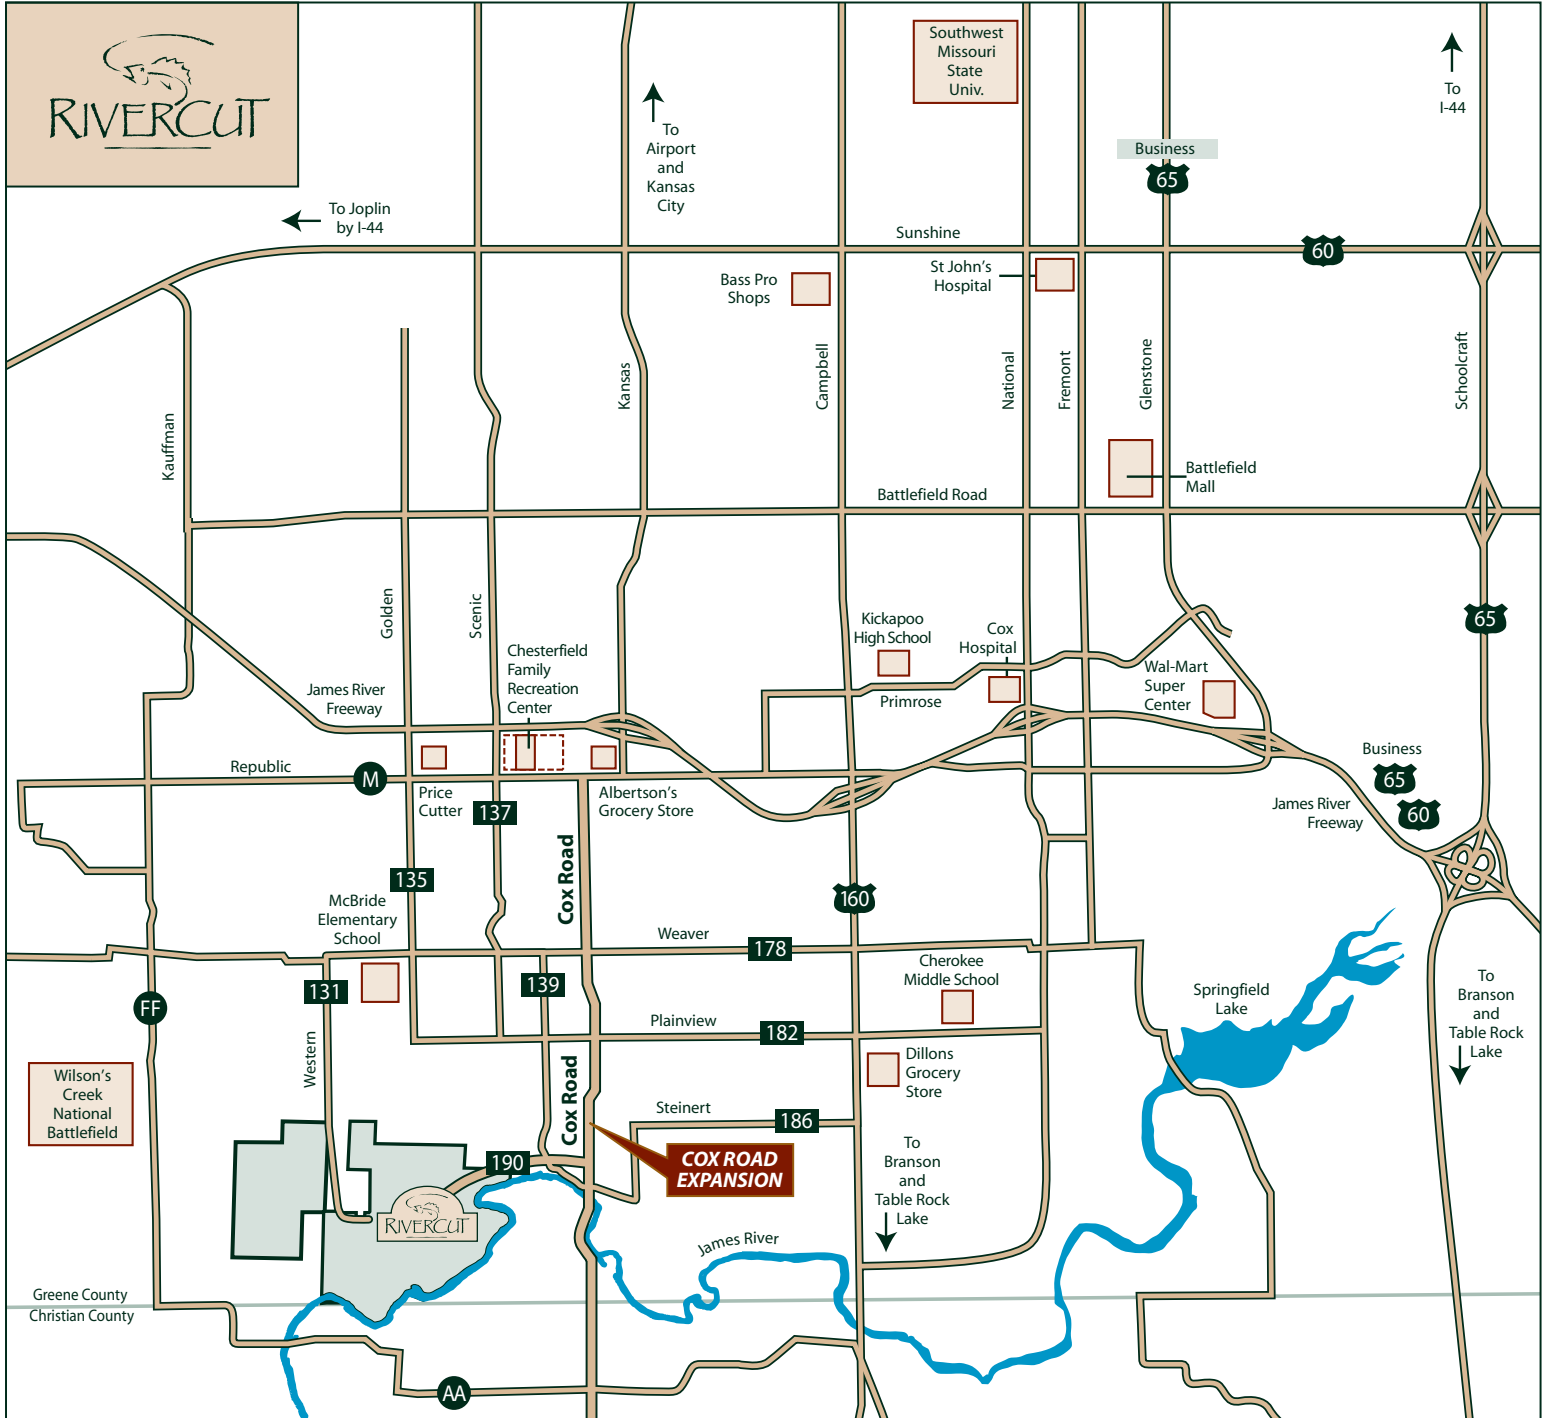 RIVERCUT
Southwest
Missouri
State
Univ.
To
I-44
To
Airport
and
Kansas
City
Business
65
To Joplin
by I-44
Sunshine
60
Bass Pro
Shops
St John's
Hospital
Kauffman
Kansas
Campbell
National
Fremont
Glenstone
Schoolcraft
Battlefield
Mall
Battlefield Road
Golden
Scenic
Kickapoo
High School
Cox
Hospital
65
Chesterfield
Family
Recreation
Center
James River
Freeway
Primrose
Wal-Mart
Super
Center
Republic
M
Price
Cutter
137
Albertson's
Grocery Store
Business
65
60
James River
Freeway
Cox Road
135
160
McBride
Elementary
School
Weaver
178
Cherokee
Middle School
131
139
FF
Springfield
Lake
To
Branson
and
Table Rock
Lake
Plainview
182
Western
Cox Road
Dillons
Grocery
Store
Wilson's
Creek
National
Battlefield
Steinert
186
190
COX ROAD
EXPANSION
To
Branson
and
Table Rock
Lake
RIVERCUT
James River
Greene County
Christian County
AA